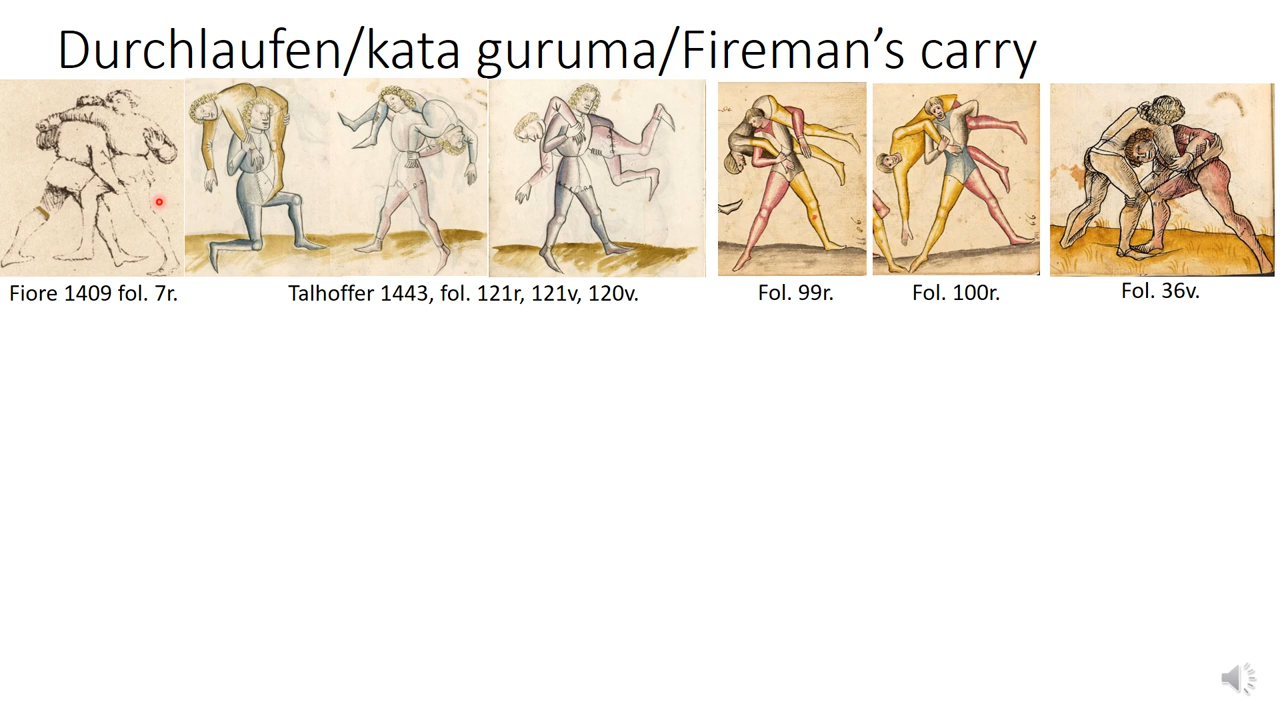 Durchlaufen/kata guruma/Fireman’s carry
Fiore 1409 fol. 7r.
Talhoffer 1443, fol. 121r, 121v, 120v.
Fol. 99r.
Fol. 100r.
Fol. 36v.